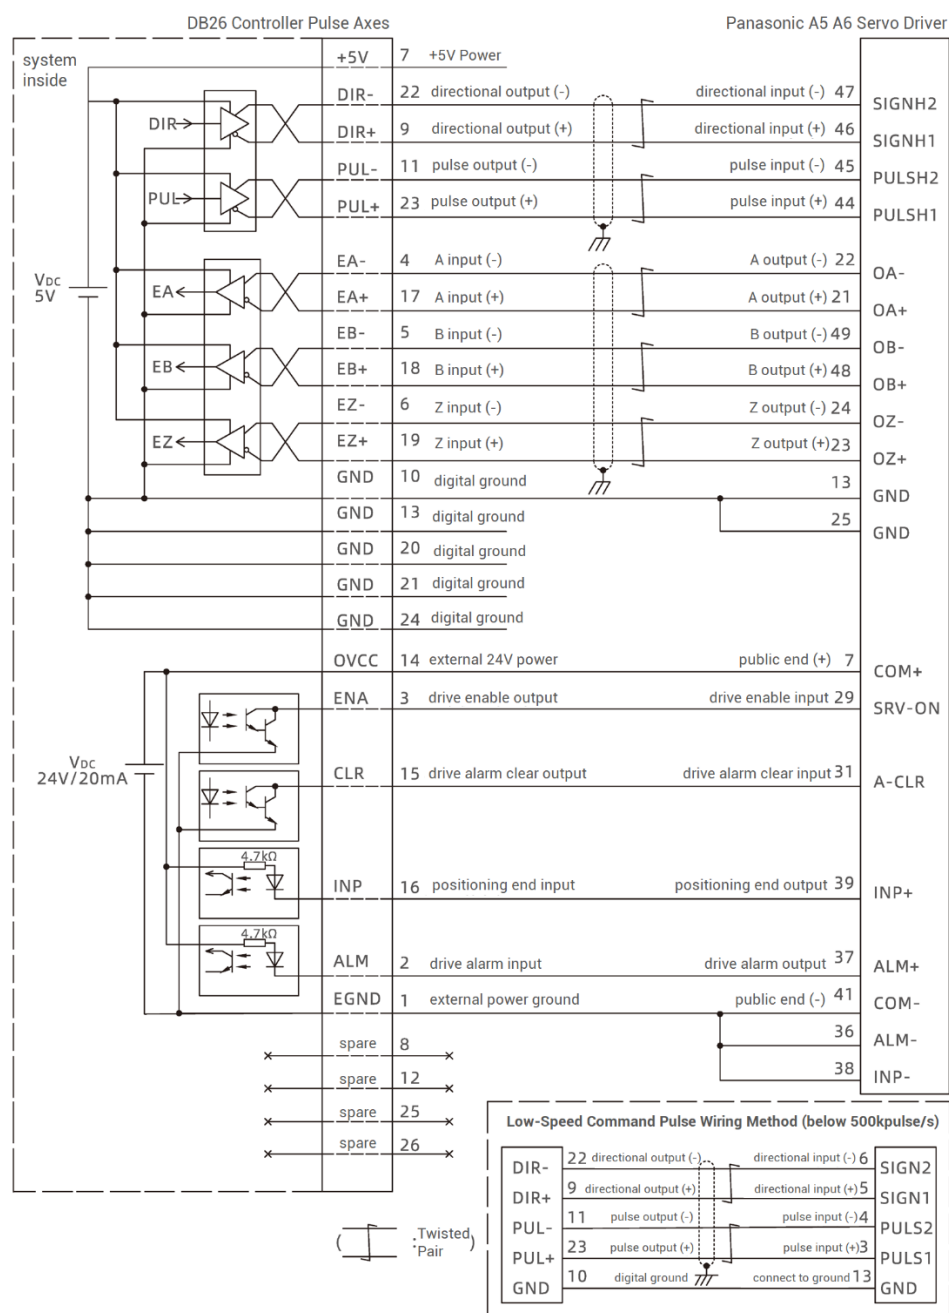 DB26 Controller Pulse Axes
Panasonic A5 A6 Servo Driver
system
inside
+5V 7 +5V Power
DIR- 22 directional output (-) directional input (-) 47 SIGNH2
DIR
DIR+ 9 directional output (+) directional input (+) 46 SIGNH1
PUL- 11 pulse output (-) pulse input (-) 45 PULSH2
PUL
PUL+ 23 pulse output (+) pulse input (+) 44 PULSH1
VDC
5V
EA- 4 A input (-) A output (-) 22 OA-
EA
EA+ 17 A input (+) A output (+) 21 OA+
EB- 5 B input (-) B output (-) 49 OB-
EB
EB+ 18 B input (+) B output (+) 48 OB+
EZ- 6 Z input (-) Z output (-) 24 OZ-
EZ
EZ+ 19 Z input (+) Z output (+) 23 OZ+
GND 10 digital ground 13 GND
GND 13 digital ground 25 GND
GND 20 digital ground
GND 21 digital ground
GND 24 digital ground
OVCC 14 external 24V power public end (+) 7 COM+
ENA 3 drive enable output drive enable input 29 SRV-ON
VDC
24V/20mA
CLR 15 drive alarm clear output drive alarm clear input 31 A-CLR
4.7kΩ
INP 16 positioning end input positioning end output 39 INP+
4.7kΩ
ALM 2 drive alarm input drive alarm output 37 ALM+
EGND 1 external power ground public end (-) 41 COM-
36 ALM-
38 INP-
spare 8
spare 12
spare 25
spare 26
Low-Speed Command Pulse Wiring Method (below 500kpulse/s)
DIR- 22 directional output (-) directional input (-) 6 SIGN2
DIR+ 9 directional output (+) directional input (+) 5 SIGN1
PUL- 11 pulse output (-) pulse input (-) 4 PULS2
PUL+ 23 pulse output (+) pulse input (+) 3 PULS1
GND 10 digital ground connect to ground 13 GND
( : Twisted Pair )